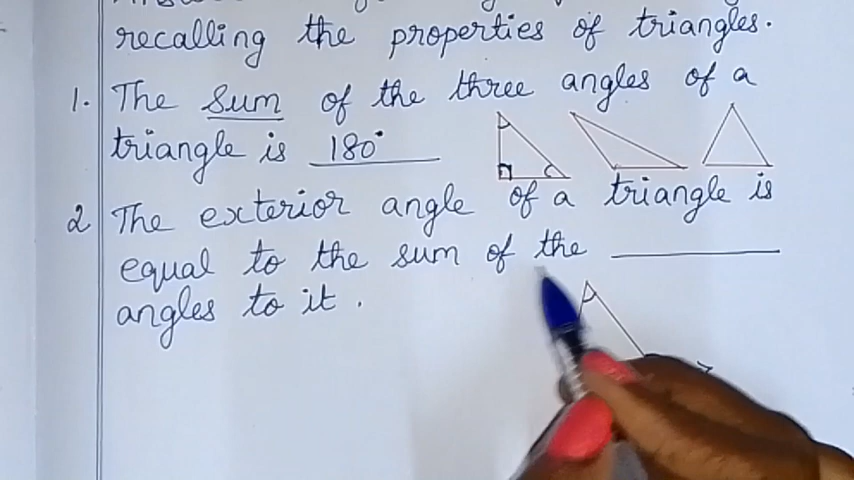 recalling the properties of triangles.
1. The sum of the three angles of a
triangle is 180°
2 The exterior angle of a triangle is
equal to the sum of the
angles to it.